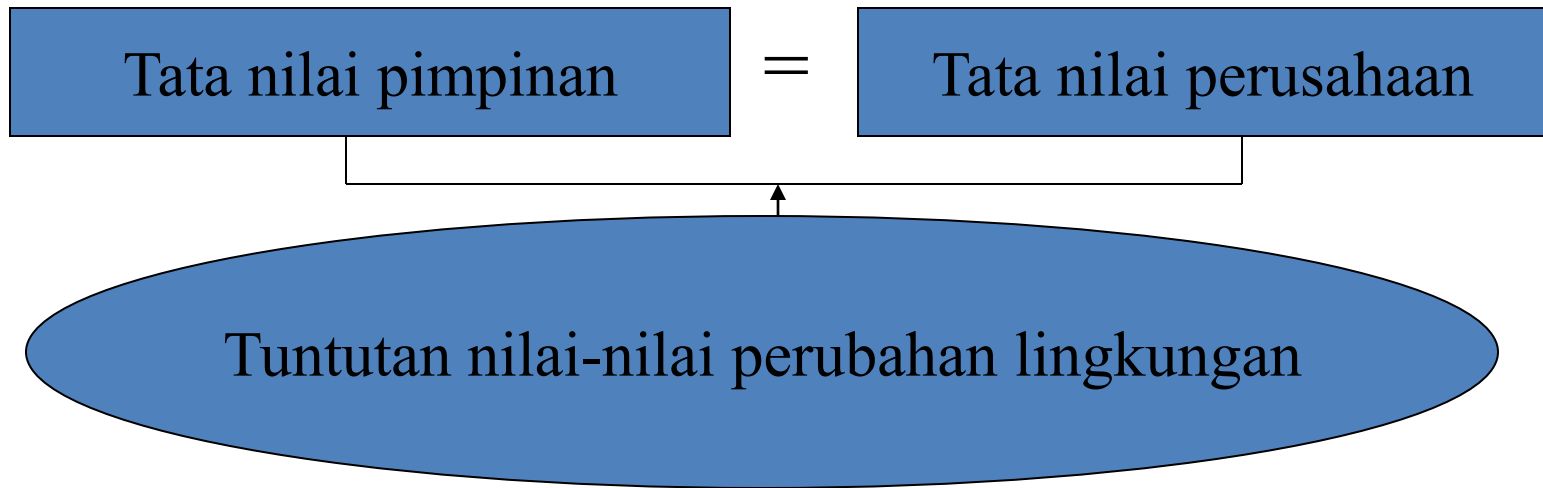 Tata nilai pimpinan = Tata nilai perusahaan
Tuntutan nilai-nilai perubahan lingkungan